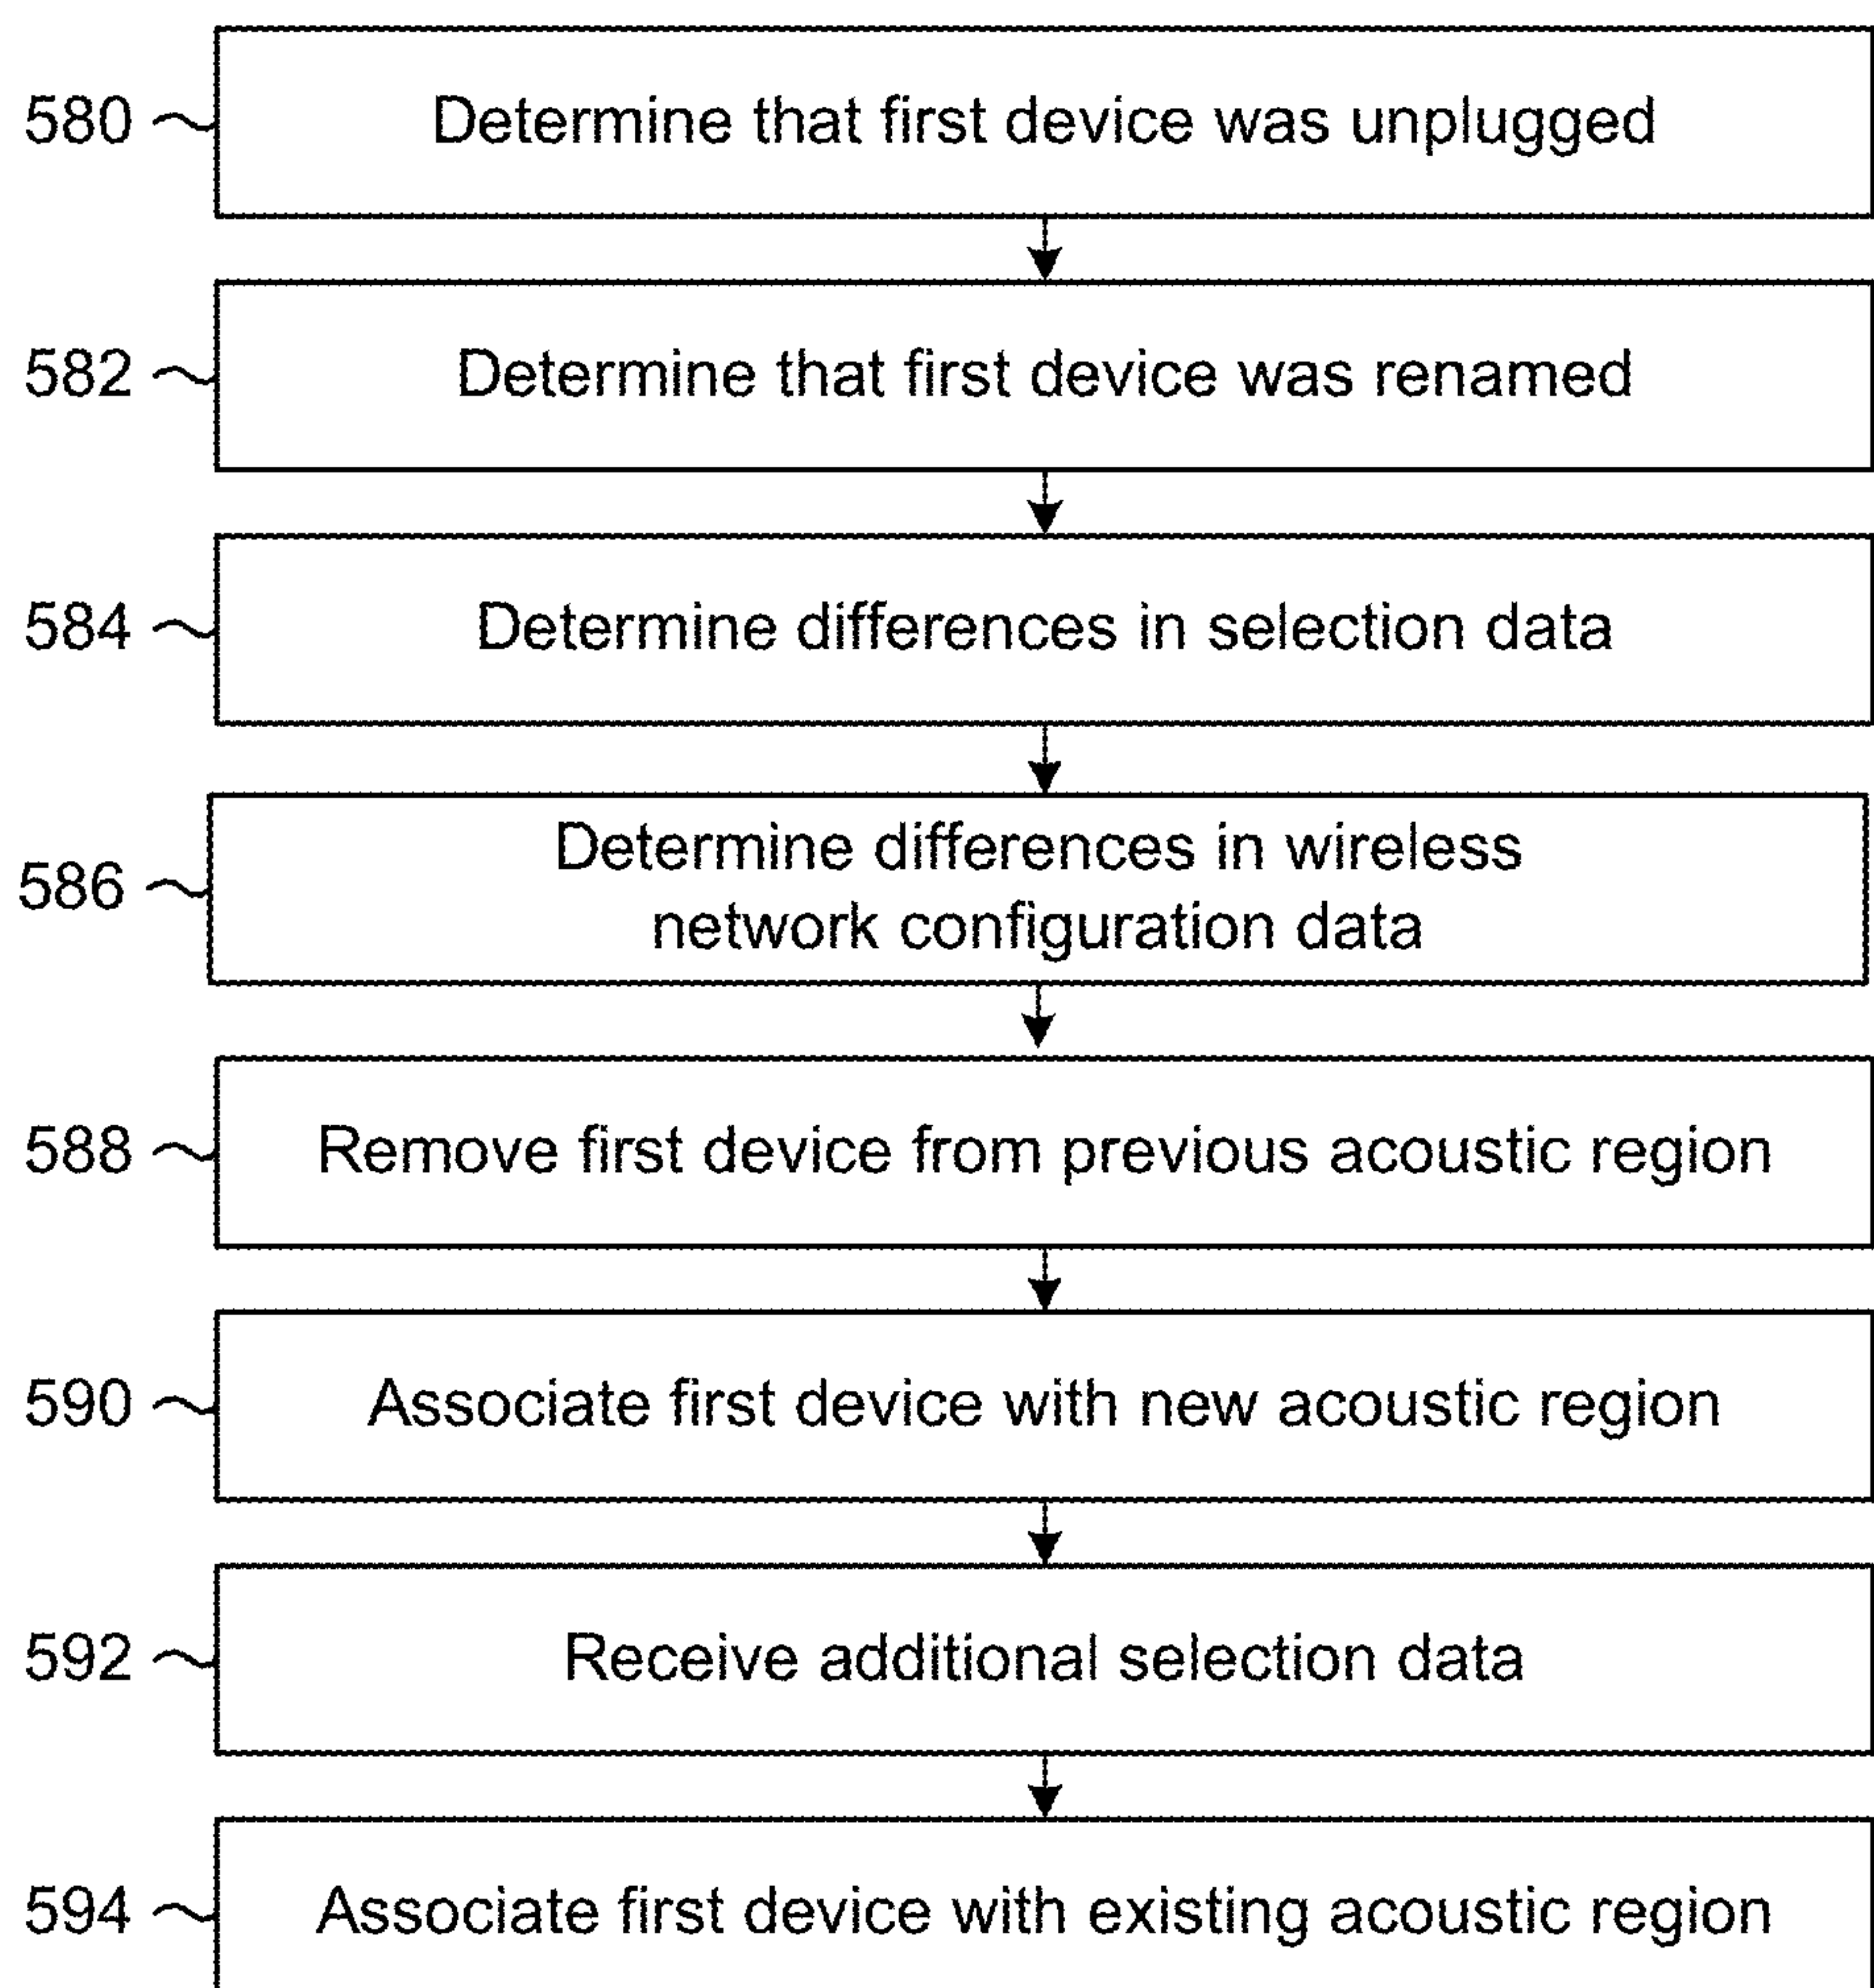 580 Determine that first device was unplugged
582 Determine that first device was renamed
584 Determine differences in selection data
Determine differences in wireless
586 network configuration data
588 Remove first device from previous acoustic region
590 Associate first device with new acoustic region
592 Receive additional selection data
594 Associate first device with existing acoustic region